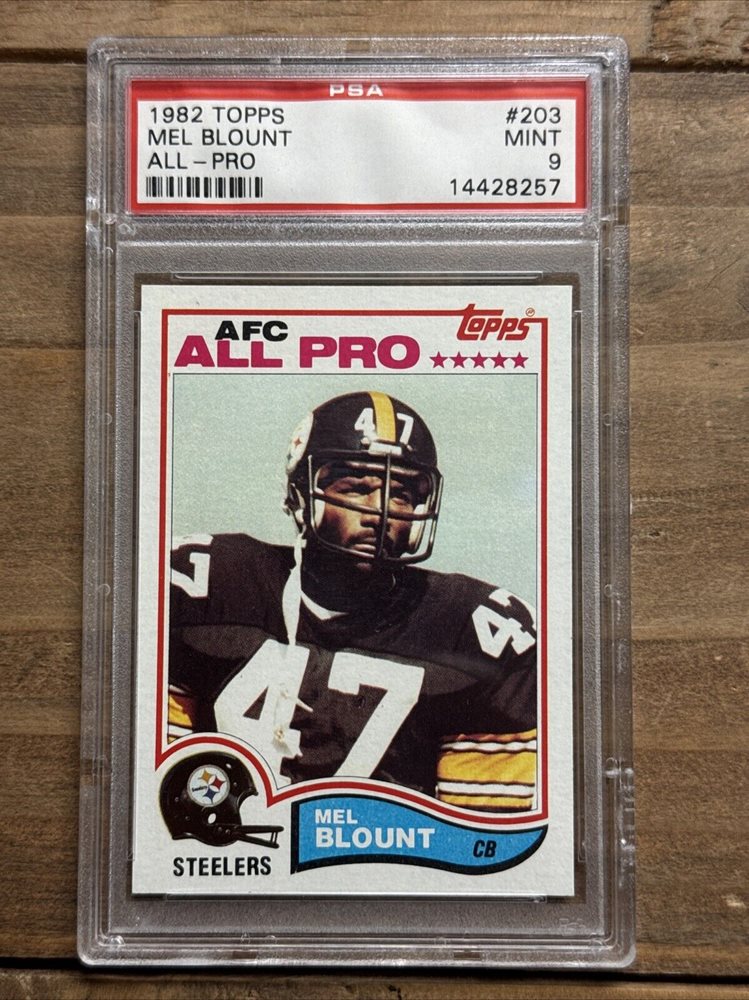 PSA
1982 TOPPS #203
MEL BLOUNT MINT
ALL-PRO 9
14428257
topps
AFC
ALL PRO ★★★★★
47
47
47
47
MEL
BLOUNT
CB
STEELERS